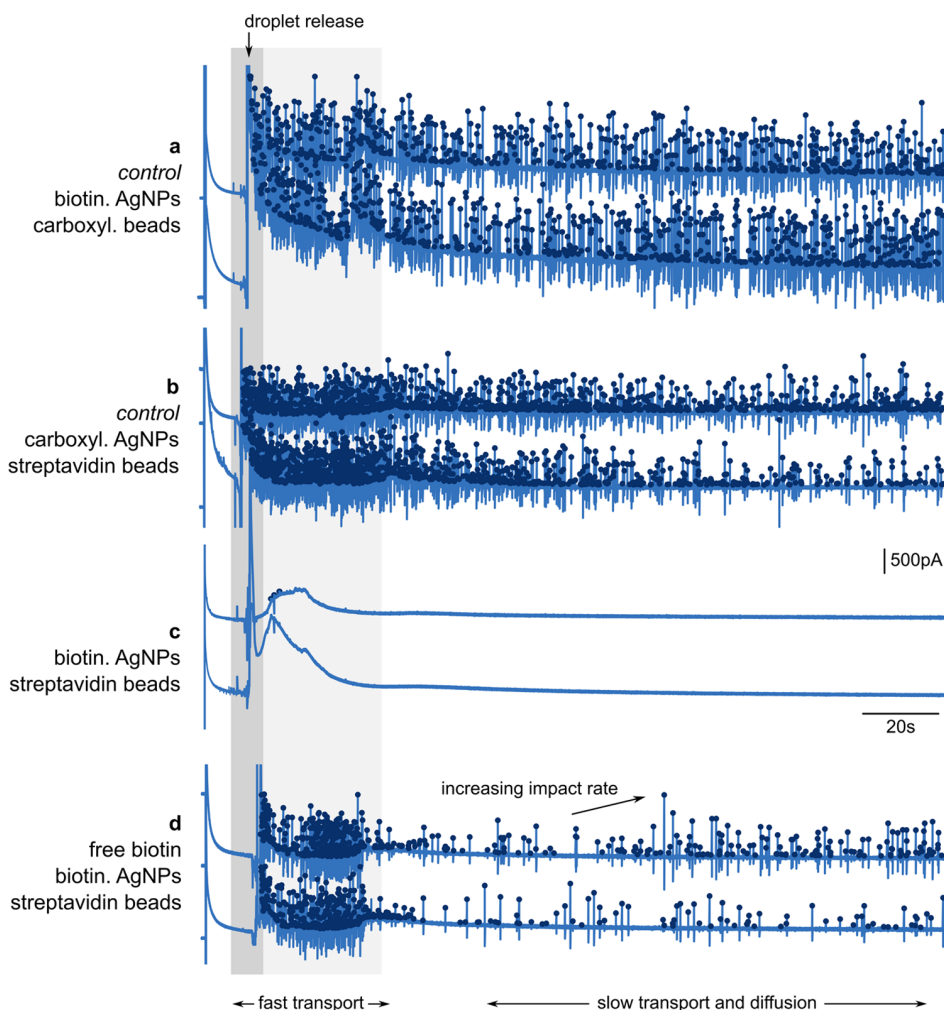 droplet release
a
control
biotin. AgNPs
carboxyl. beads
b
control
carboxyl. AgNPs
streptavidin beads
500pA
c
biotin. AgNPs
streptavidin beads
20s
increasing impact rate
d
free biotin
biotin. AgNPs
streptavidin beads
fast transport
slow transport and diffusion